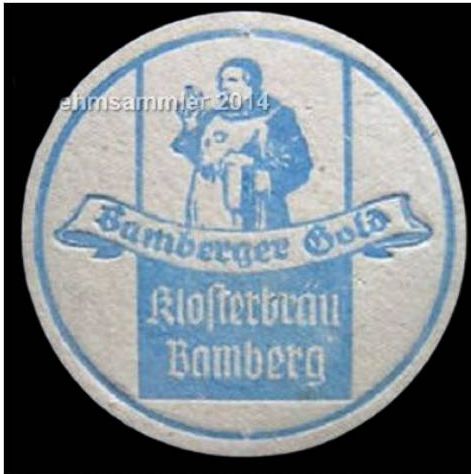 ehmsammler 2014
Bamberger Gold
Klosterbräu
Bamberg